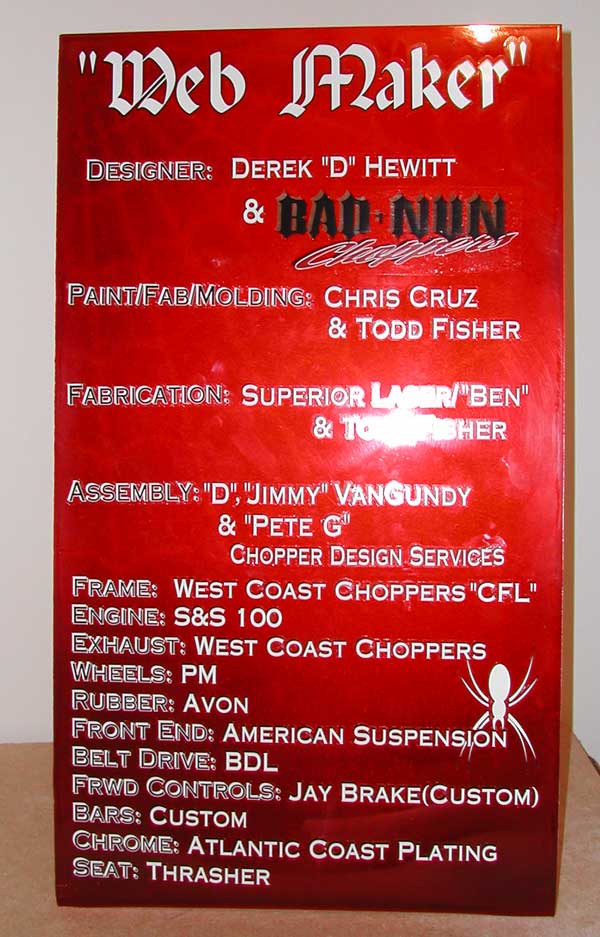 "Web Maker"
DESIGNER: DEREK "D" HEWITT
& BAD-NUN
Choppers
PAINT/FAB/MOLDING: CHRIS CRUZ
& TODD FISHER
FABRICATION: SUPERIOR LASER/"BEN"
& TODD FISHER
ASSEMBLY: "D", "JIMMY" VANGUNDY
& "PETE G"
CHOPPER DESIGN SERVICES
FRAME: WEST COAST CHOPPERS "CFL"
ENGINE: S&S 100
EXHAUST: WEST COAST CHOPPERS
WHEELS: PM
RUBBER: AVON
FRONT END: AMERICAN SUSPENSION
BELT DRIVE: BDL
FRWD CONTROLS: JAY BRAKE(CUSTOM)
BARS: CUSTOM
CHROME: ATLANTIC COAST PLATING
SEAT: THRASHER